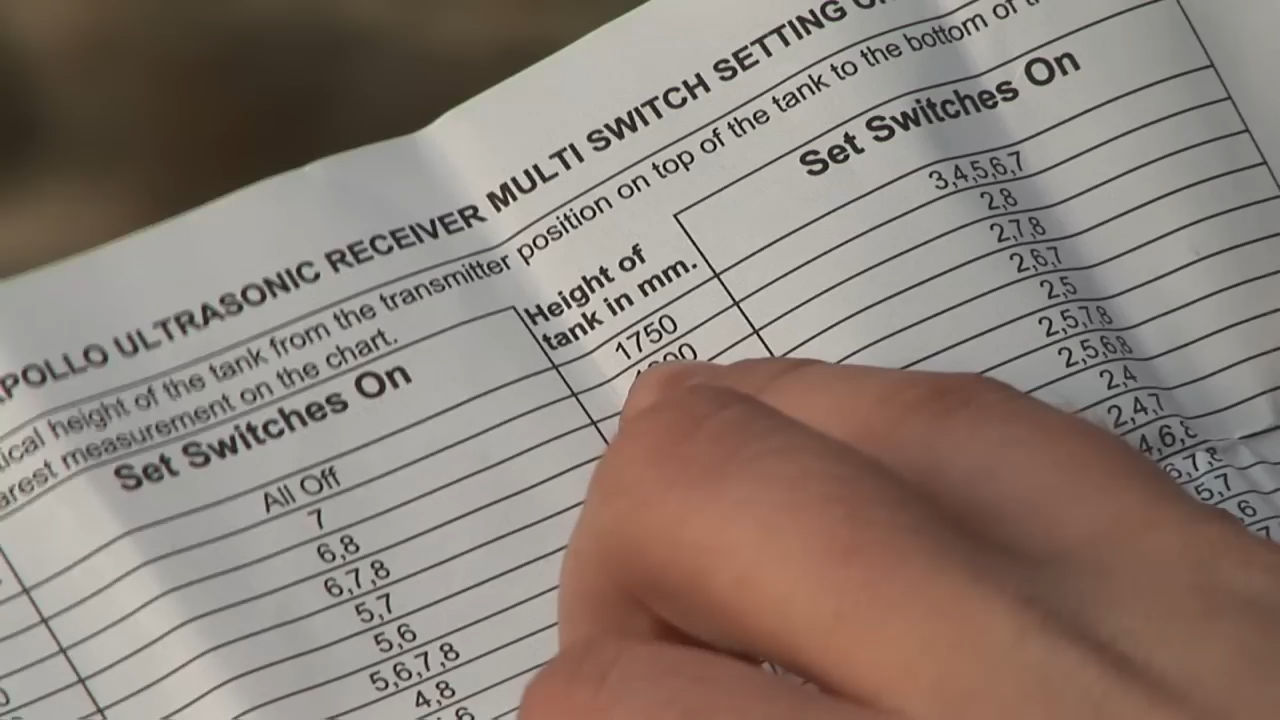 ULTRASONIC RECEIVER MULTI SWITCH SETTING
height of the tank from the transmitter position on top of the tank to the bottom of
measurement on the chart.
Set Switches On
All Off
7
6,8
6,7,8
5,7
5,6
5,6,7,8
4,8
Height of
tank in mm.
1750
Set Switches On
3,4,5,6,7
2,8
2,7,8
2,6,7
2,5
2,5,7,8
2,5,6,8
2,4
2,4,7